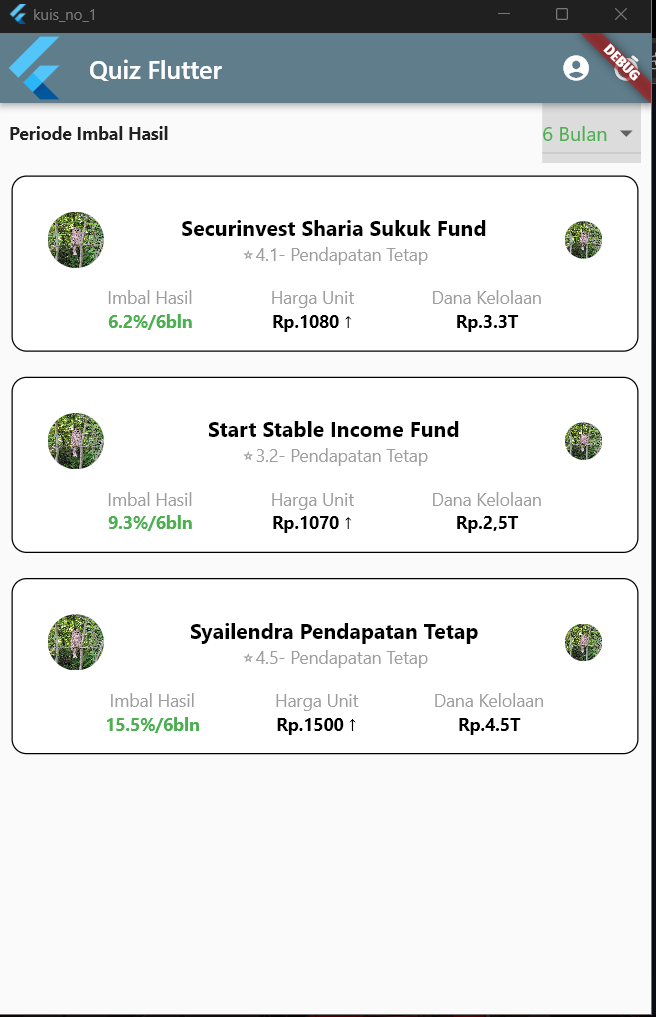 kuis_no_1
Quiz Flutter
DEBUG
Periode Imbal Hasil
6 Bulan
Securinvest Sharia Sukuk Fund
⭐4.1- Pendapatan Tetap
Imbal Hasil Harga Unit Dana Kelolaan
6.2%/6bln Rp.1080 ↑ Rp.3.3T
Start Stable Income Fund
⭐3.2- Pendapatan Tetap
Imbal Hasil Harga Unit Dana Kelolaan
9.3%/6bln Rp.1070 ↑ Rp.2,5T
Syailendra Pendapatan Tetap
⭐4.5- Pendapatan Tetap
Imbal Hasil Harga Unit Dana Kelolaan
15.5%/6bln Rp.1500 ↑ Rp.4.5T